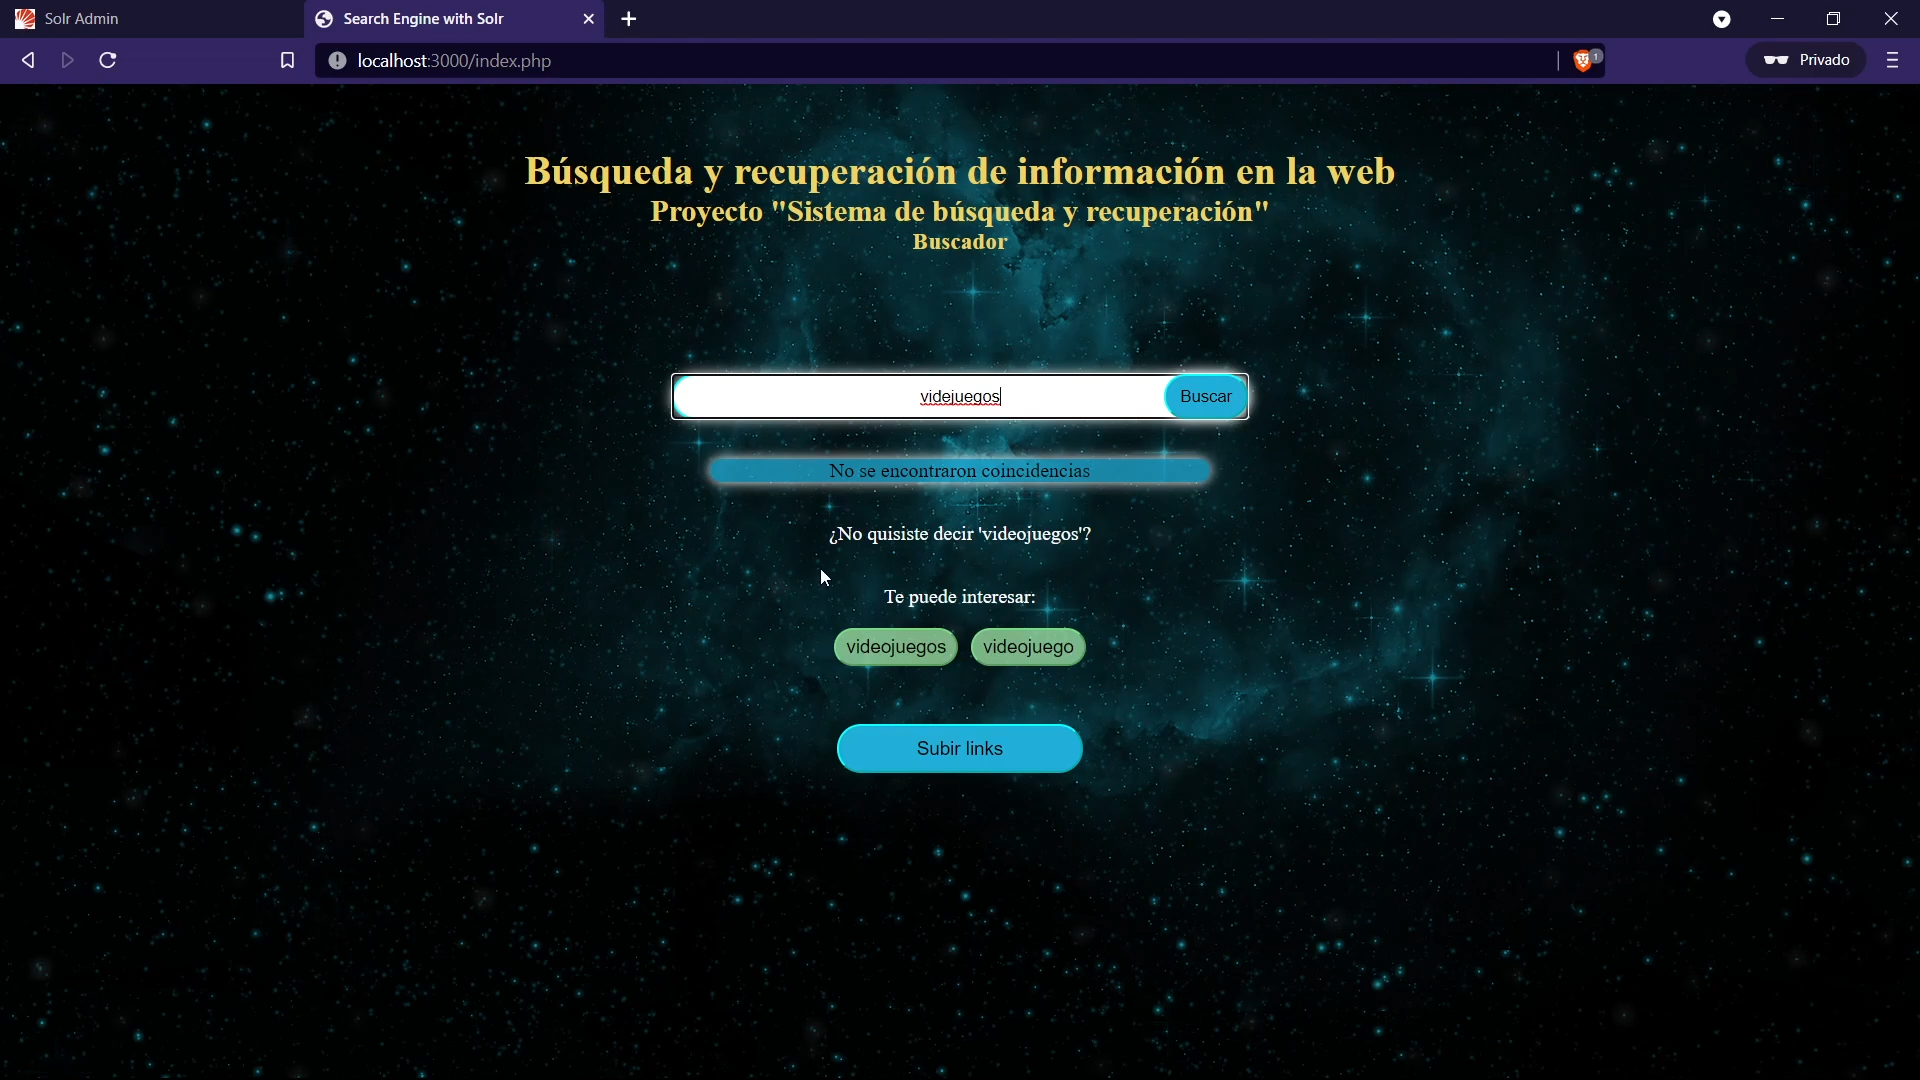 Solr Admin
Search Engine with Solr
localhost:3000/index.php
1
Privado
Búsqueda y recuperación de información en la web
Proyecto "Sistema de búsqueda y recuperación"
Buscador
videjuegos
Buscar
No se encontraron coincidencias
¿No quisiste decir 'videojuegos'?
Te puede interesar:
videojuegos videojuego
Subir links